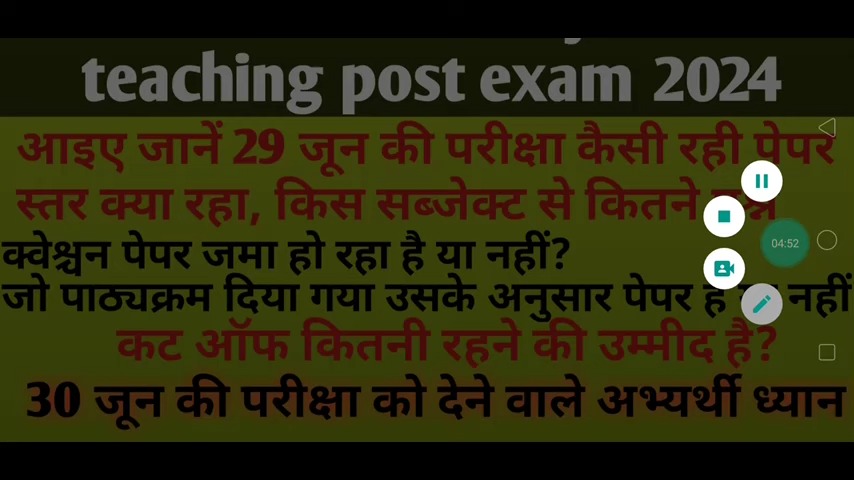 teaching post exam 2024
आइए जानें 29 जून की परीक्षा कैसी रही पेपर
स्तर क्या रहा, किस सब्जेक्ट से कितने
क्वेश्चन पेपर जमा हो रहा है या नहीं?
04:52
जो पाठ्यक्रम दिया गया उसके अनुसार पेपर है नहीं
कट ऑफ कितनी रहने की उम्मीद है?
30 जून की परीक्षा को देने वाले अभ्यर्थी ध्यान